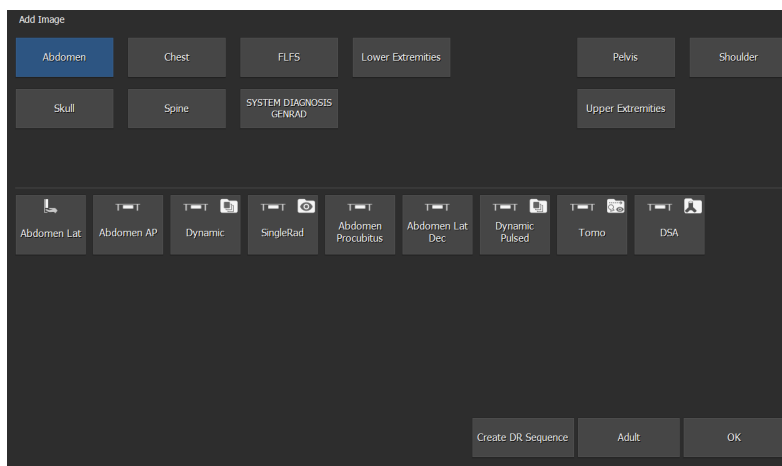 Add Image
Abdomen
Chest
FLFS
Lower Extremities
Pelvis
Shoulder
Skull
Spine
SYSTEM DIAGNOSIS
GENRAD
Upper Extremities
Abdomen Lat
Abdomen AP
Dynamic
SingleRad
Abdomen
Procubitus
Abdomen Lat
Dec
Dynamic
Pulsed
Tomo
DSA
Create DR Sequence
Adult
OK